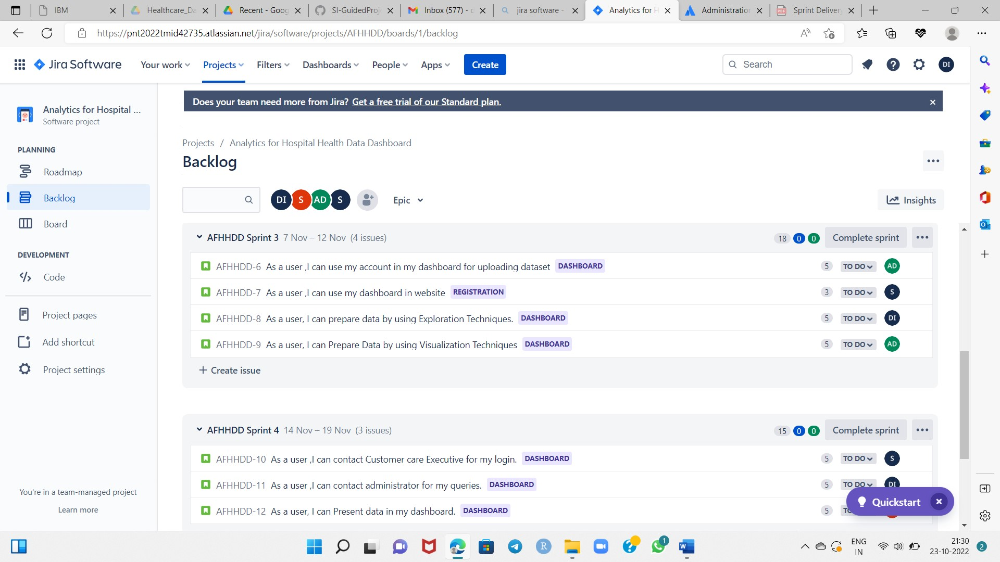 IBM
Healthcare_Da
Recent - Goog
SI-GuidedProj
Inbox (577) - d
jira software -
Analytics for H
Administration
Sprint Delivery
https://pnt2022tmid42735.atlassian.net/jira/software/projects/AFHHDD/boards/1/backlog
Jira Software
Your work
Projects
Filters
Dashboards
People
Apps
Create
Search
DI
Does your team need more from Jira? Get a free trial of our Standard plan.
Analytics for Hospital ...
Software project
PLANNING
Roadmap
Backlog
Board
DEVELOPMENT
Code
Project pages
Add shortcut
Project settings
You're in a team-managed project
Learn more
Projects / Analytics for Hospital Health Data Dashboard
Backlog
DI S AD S
Epic
Insights
AFHHDD Sprint 3 7 Nov – 12 Nov (4 issues) 18 0 0 Complete sprint
AFHHDD-6 As a user ,I can use my account in my dashboard for uploading dataset DASHBOARD 5 TO DO AD
AFHHDD-7 As a user ,I can use my dashboard in website REGISTRATION 3 TO DO S
AFHHDD-8 As a user, I can prepare data by using Exploration Techniques. DASHBOARD 5 TO DO DI
AFHHDD-9 As a user, I can Prepare Data by using Visualization Techniques DASHBOARD 5 TO DO AD
+ Create issue
AFHHDD Sprint 4 14 Nov – 19 Nov (3 issues) 15 0 0 Complete sprint
AFHHDD-10 As a user ,I can contact Customer care Executive for my login. DASHBOARD 5 TO DO S
AFHHDD-11 As a user ,I can contact administrator for my queries. DASHBOARD 5 TO DO DI
AFHHDD-12 As a user, I can Present data in my dashboard. DASHBOARD 5
Quickstart
1
ENG
IN
21:30
23-10-2022
2